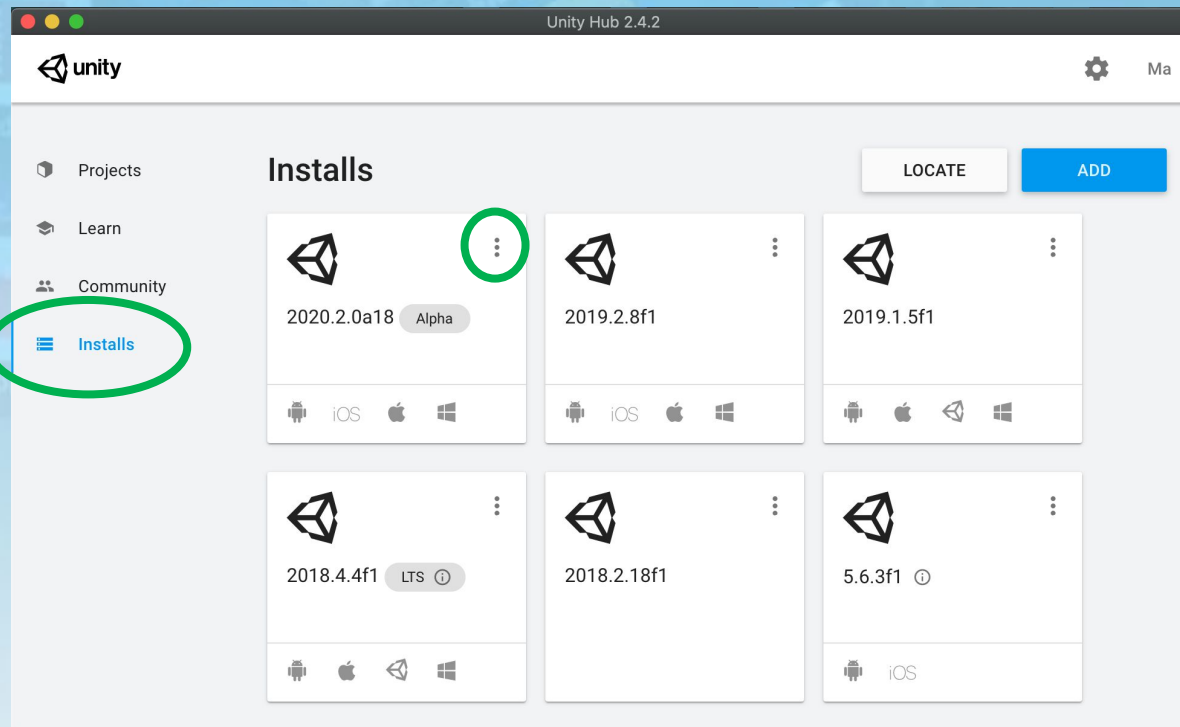 Unity Hub 2.4.2
unity
Ma
Projects
Learn
Community
Installs
Installs
LOCATE
ADD
2020.2.0a18 Alpha
2019.2.8f1
2019.1.5f1
iOS
iOS
2018.4.4f1 LTS
2018.2.18f1
5.6.3f1
iOS